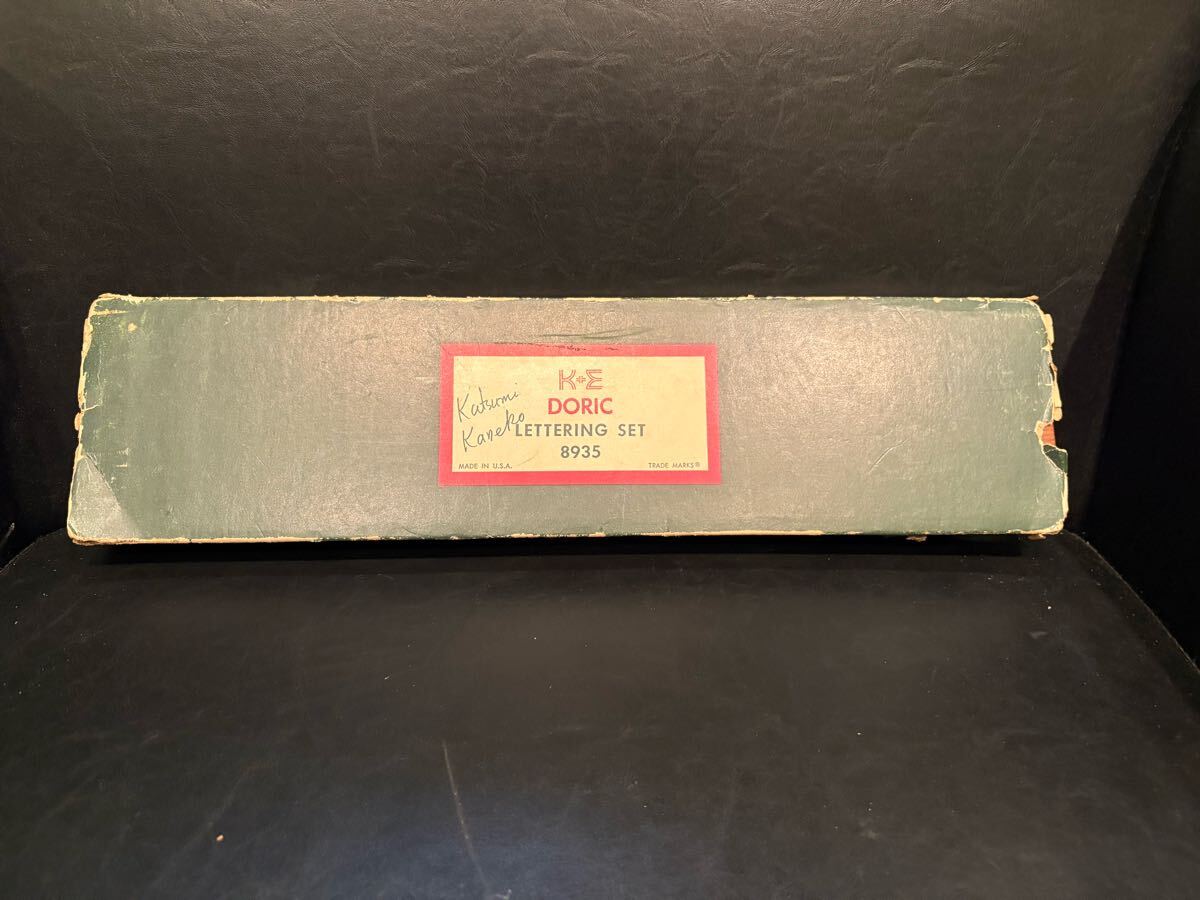 K+E
DORIC
LETTERING SET
8935
MADE IN U.S.A.
TRADE MARKS®
Katsumi
Kaneko